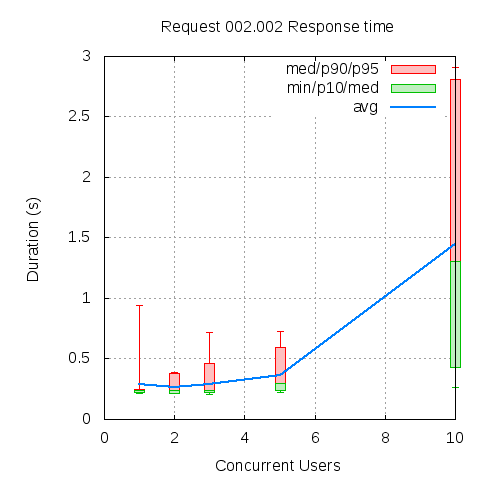 Request 002.002 Response time
3
2.5
2
1.5
1
0.5
0
med/p90/p95
min/p10/med
avg
Duration (s)
0 2 4 6 8 10
Concurrent Users